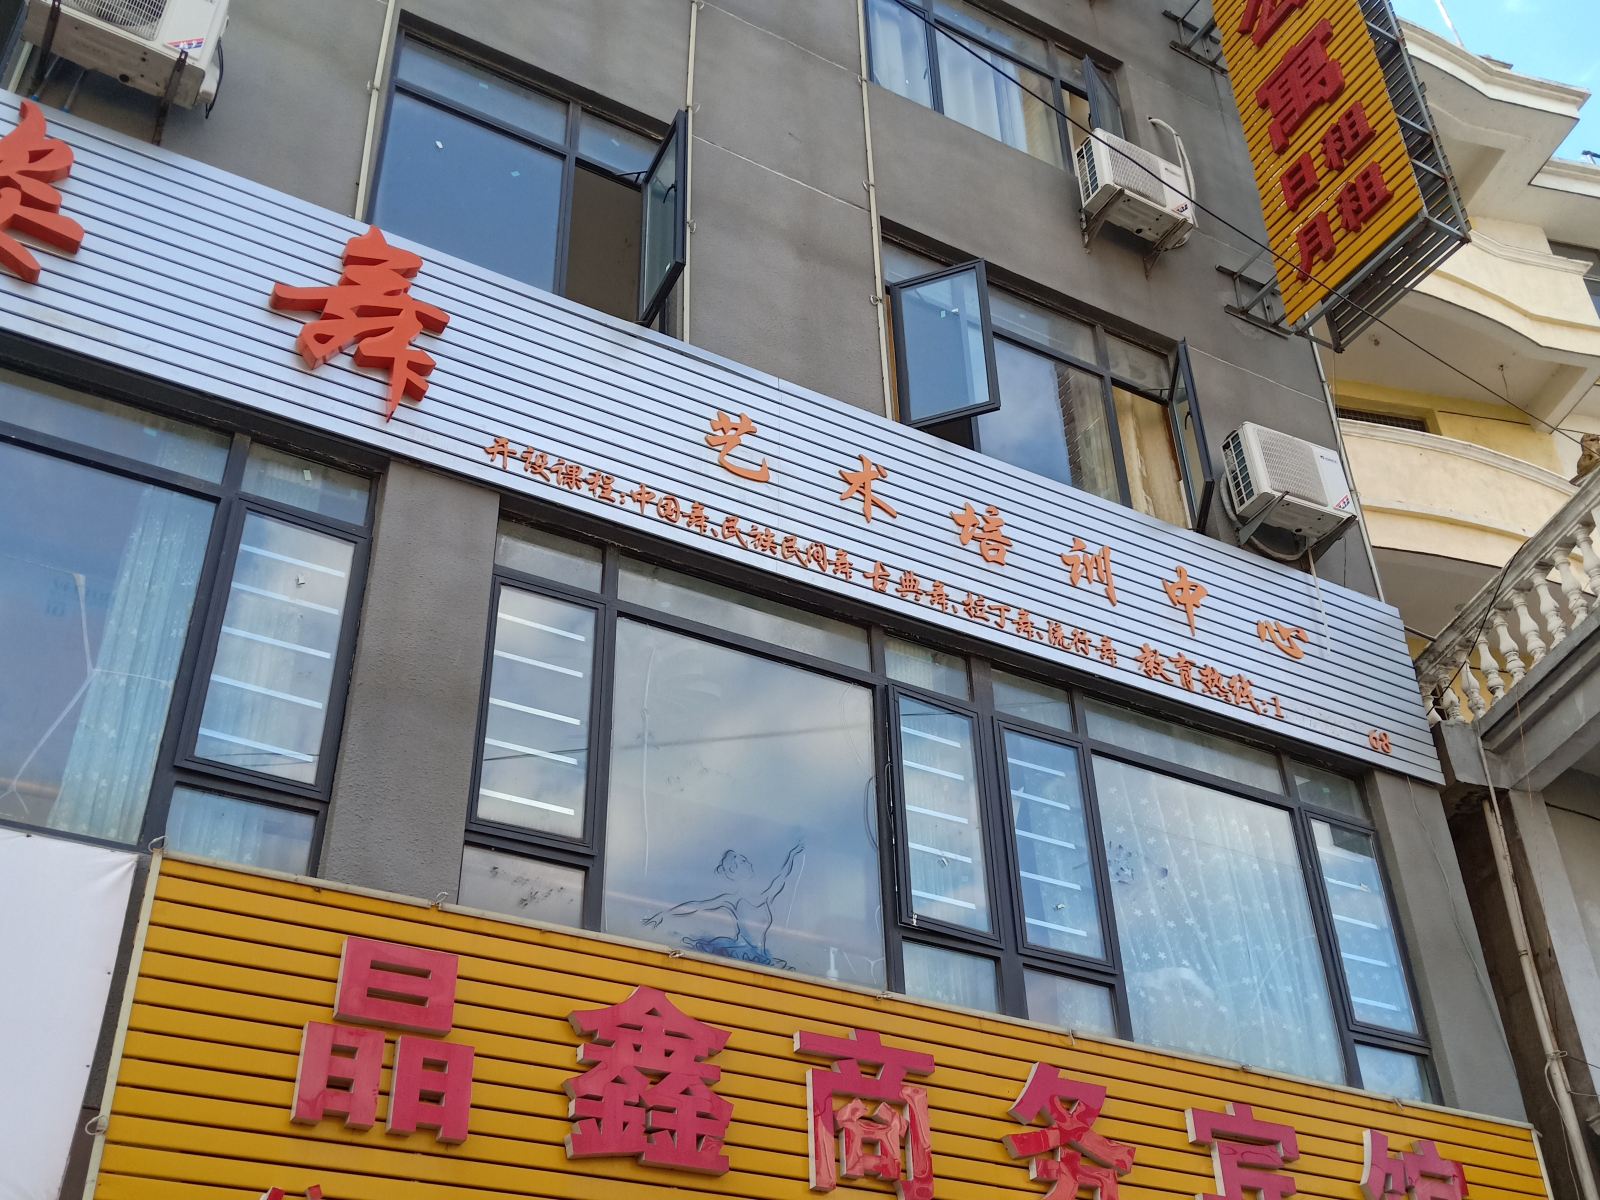 公寓
日租
月租
舞
艺术培训中心
开设课程:中国舞、民族民间舞 古典舞、拉丁舞、流行舞 教育热线:1 68
晶鑫商务宾馆